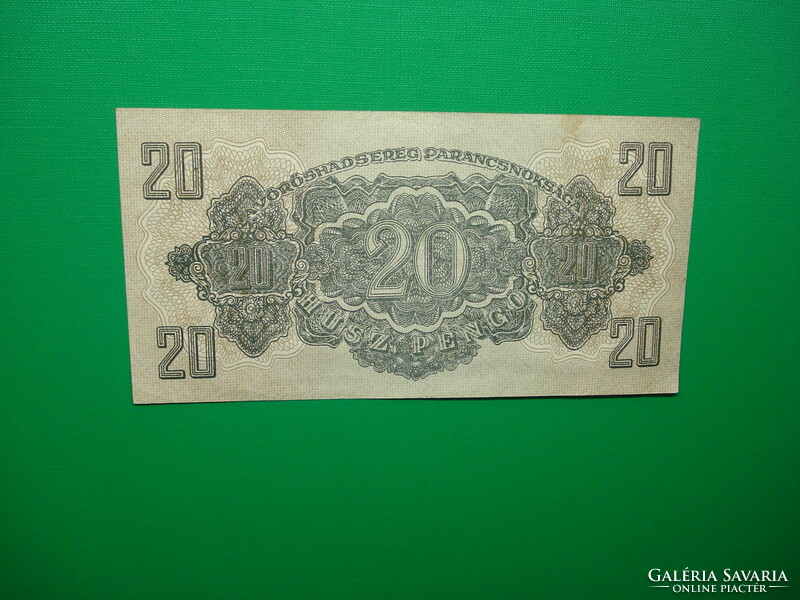 20 20
A VÖRÖSHADSEREG PARANCSNOKSÁGA
20 20 20
HÚSZ PENGŐ
20 20
GALÉRIA SAVARIA
ONLINE PIACTÉR